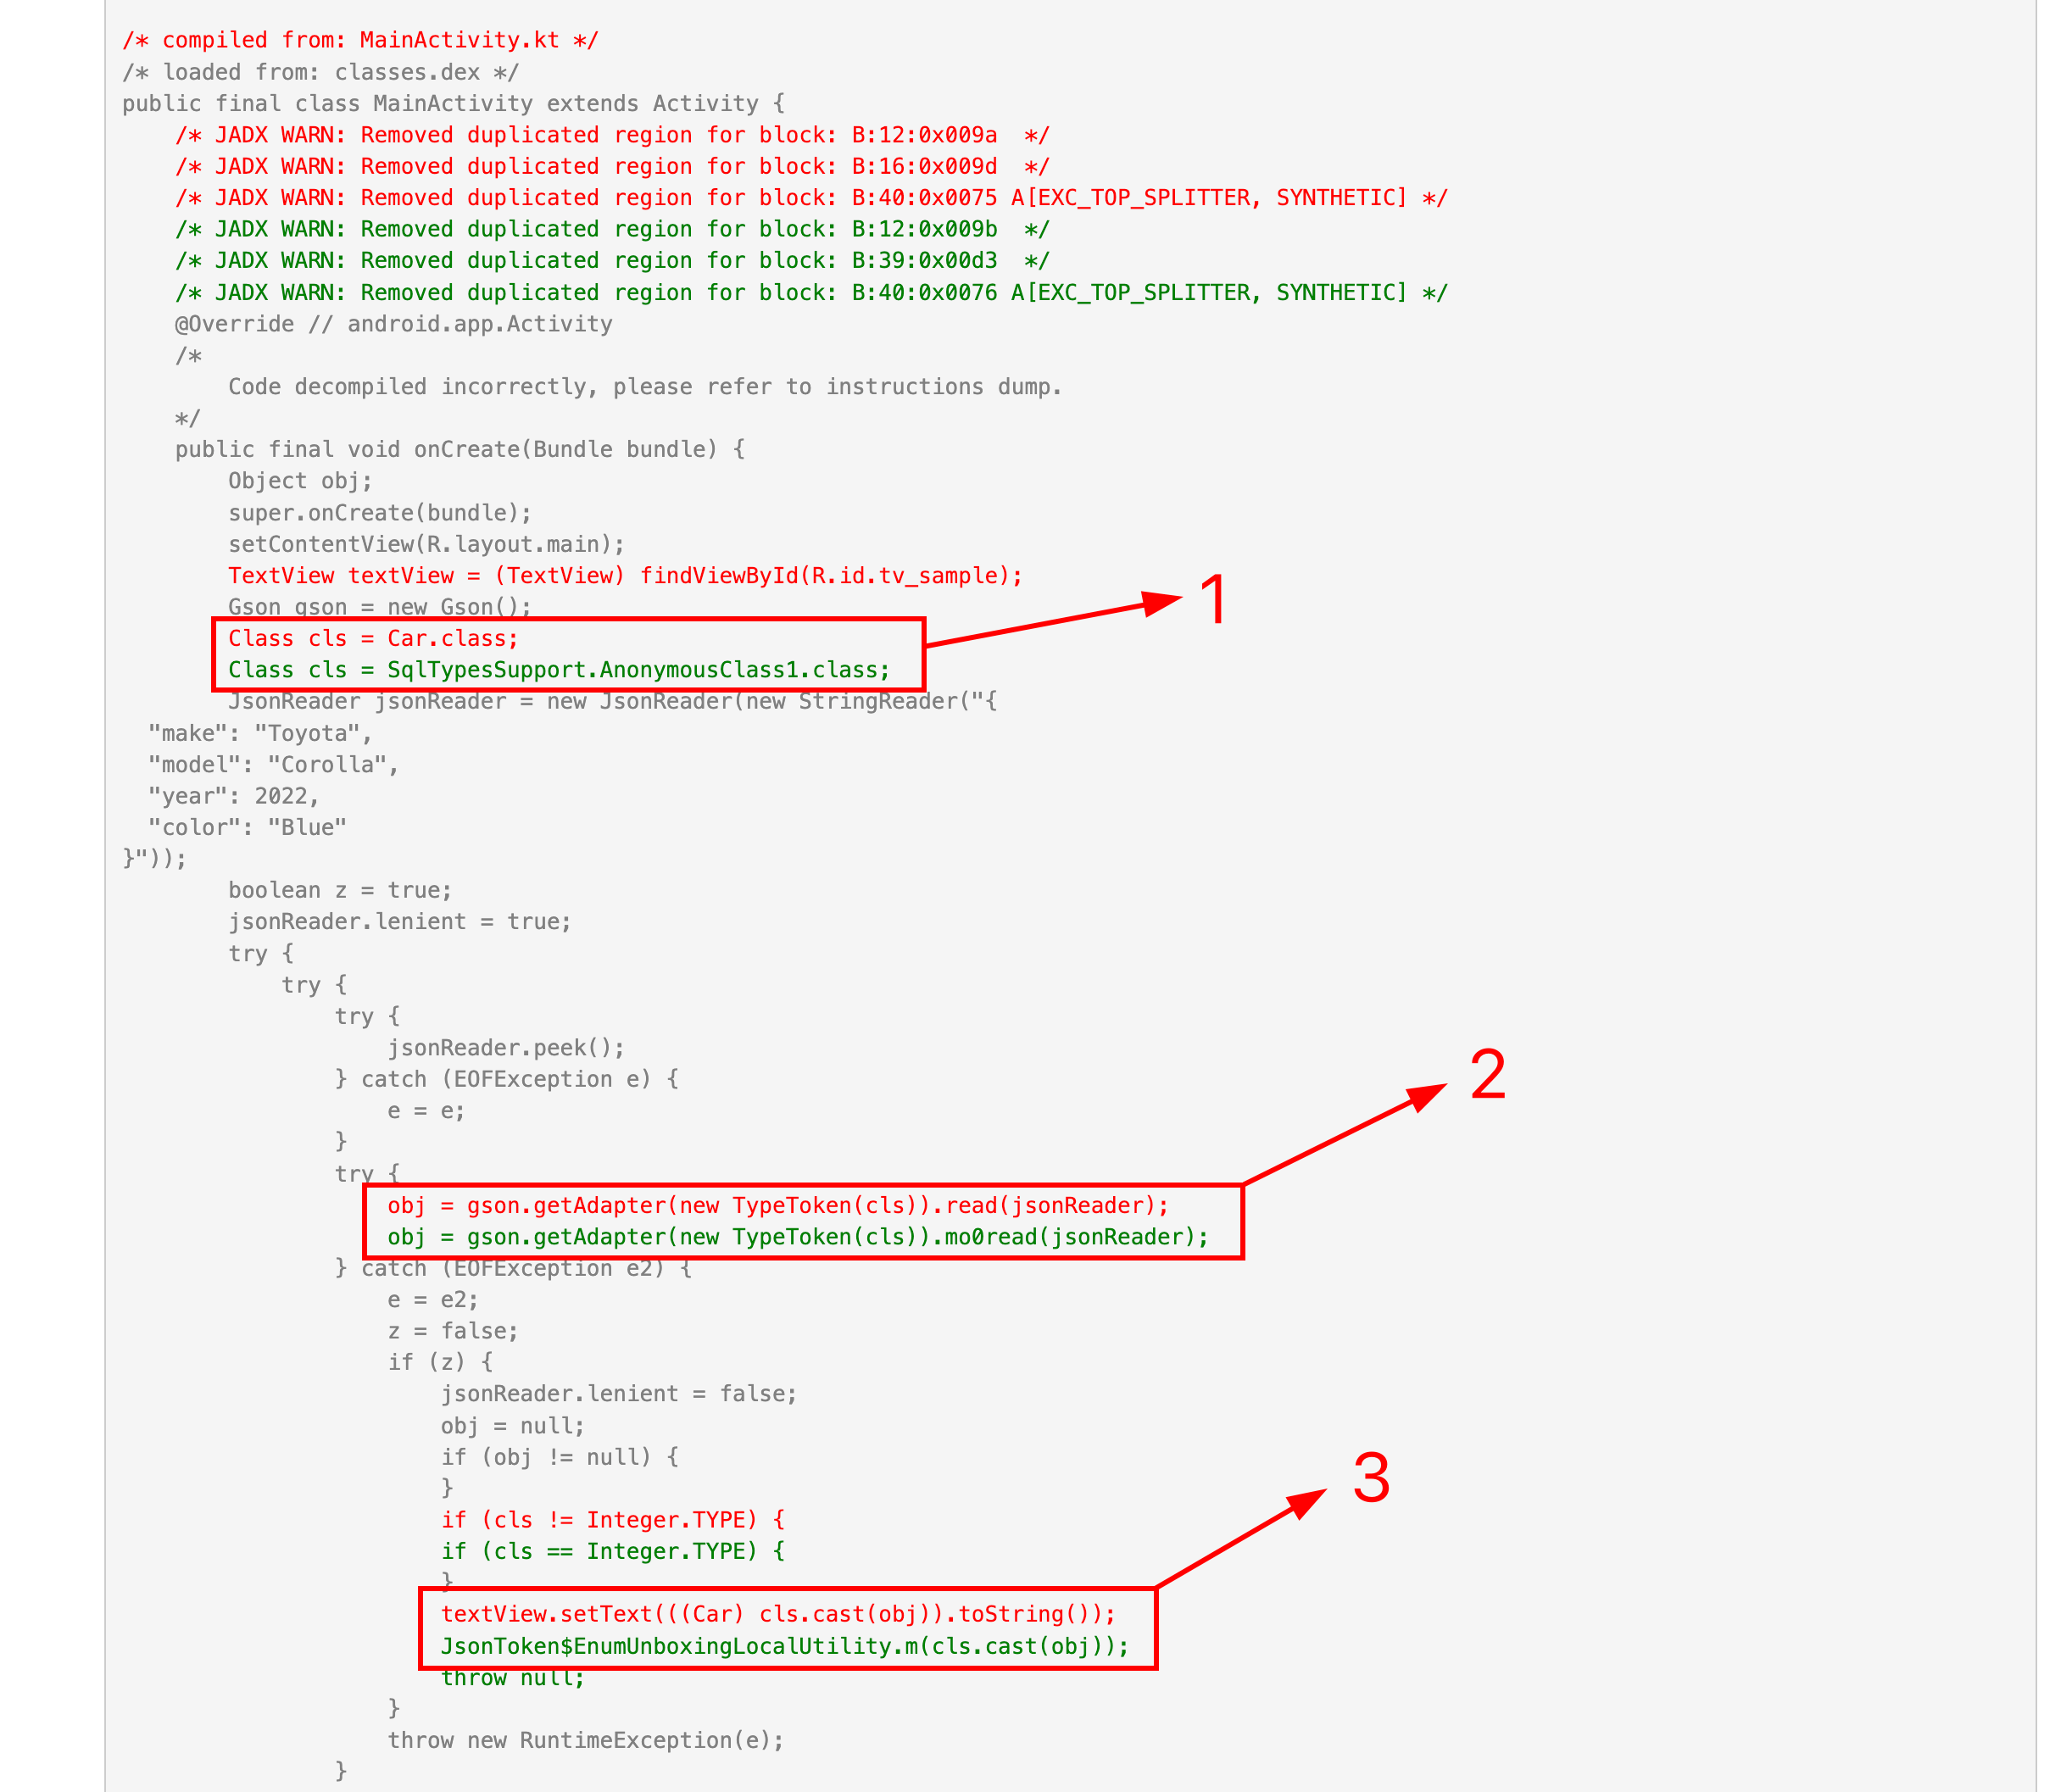 /* compiled from: MainActivity.kt */
/* loaded from: classes.dex */
public final class MainActivity extends Activity {
    /* JADX WARN: Removed duplicated region for block: B:12:0x009a  */
    /* JADX WARN: Removed duplicated region for block: B:16:0x009d  */
    /* JADX WARN: Removed duplicated region for block: B:40:0x0075 A[EXC_TOP_SPLITTER, SYNTHETIC] */
    /* JADX WARN: Removed duplicated region for block: B:12:0x009b  */
    /* JADX WARN: Removed duplicated region for block: B:39:0x00d3  */
    /* JADX WARN: Removed duplicated region for block: B:40:0x0076 A[EXC_TOP_SPLITTER, SYNTHETIC] */
    @Override // android.app.Activity
    /*
        Code decompiled incorrectly, please refer to instructions dump.
    */
    public final void onCreate(Bundle bundle) {
        Object obj;
        super.onCreate(bundle);
        setContentView(R.layout.main);
        TextView textView = (TextView) findViewById(R.id.tv_sample);
        Gson gson = new Gson();
1
        Class cls = Car.class;
        Class cls = SqlTypesSupport.AnonymousClass1.class;
        JsonReader jsonReader = new JsonReader(new StringReader("{
  "make": "Toyota",
  "model": "Corolla",
  "year": 2022,
  "color": "Blue"
}"));
        boolean z = true;
        jsonReader.lenient = true;
        try {
            try {
                try {
                    jsonReader.peek();
                } catch (EOFException e) {
2
                    e = e;
                }
                try {
                    obj = gson.getAdapter(new TypeToken(cls)).read(jsonReader);
                    obj = gson.getAdapter(new TypeToken(cls)).mo0read(jsonReader);
                } catch (EOFException e2) {
                    e = e2;
                    z = false;
                    if (z) {
                        jsonReader.lenient = false;
                        obj = null;
                        if (obj != null) {
3
                        }
                        if (cls != Integer.TYPE) {
                        if (cls == Integer.TYPE) {
                        }
                        textView.setText(((Car) cls.cast(obj)).toString());
                        JsonToken$EnumUnboxingLocalUtility.m(cls.cast(obj));
                        throw null;
                    }
                    throw new RuntimeException(e);
                }